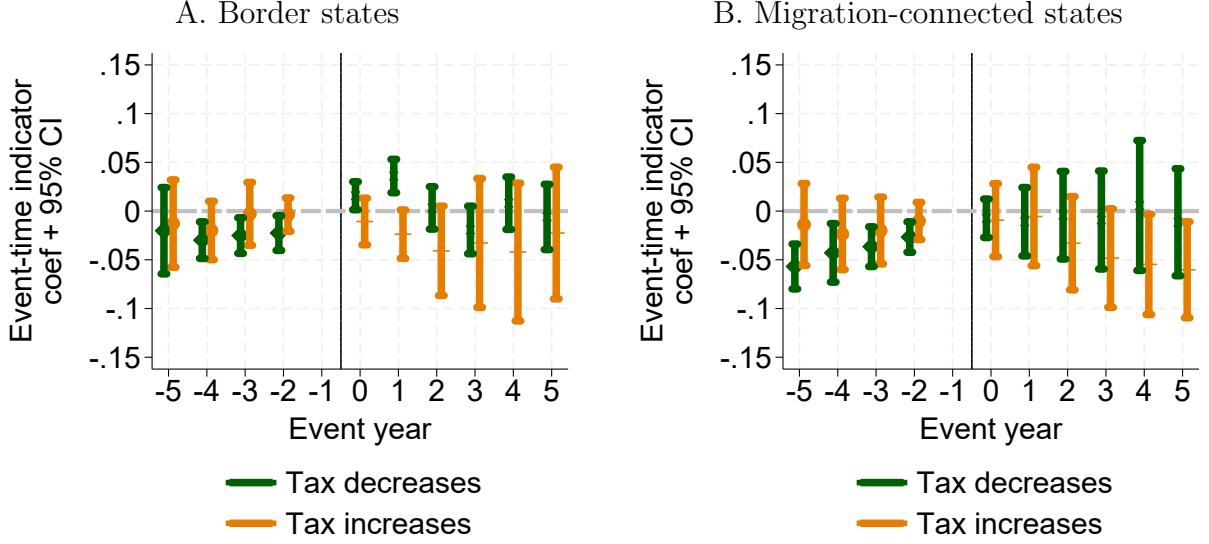 A. Border states
Event-time indicator
coef + 95% CI
.15
.1
.05
0
-.05
-.1
-.15
-5 -4 -3 -2 -1 0 1 2 3 4 5
Event year
Tax decreases
Tax increases
B. Migration-connected states
Event-time indicator
coef + 95% CI
.15
.1
.05
0
-.05
-.1
-.15
-5 -4 -3 -2 -1 0 1 2 3 4 5
Event year
Tax decreases
Tax increases